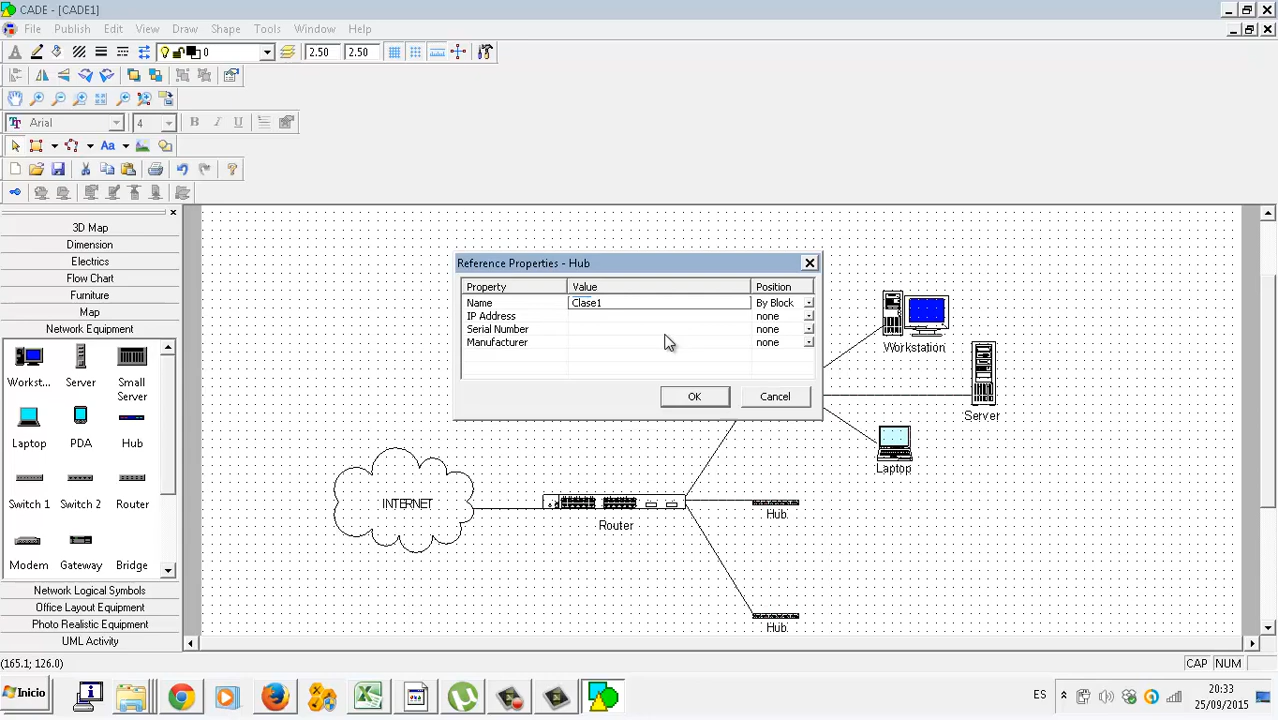 CADE - [CADE1]
File Publish Edit View Draw Shape Tools Window Help
0 2.50 2.50
Arial 4
B I U
Aa
3D Map
Dimension
Electrics
Flow Chart
Furniture
Map
Network Equipment
Workst... Server Small Server
Laptop PDA Hub
Switch 1 Switch 2 Router
Modem Gateway Bridge
Network Logical Symbols
Office Layout Equipment
Photo Realistic Equipment
UML Activity
Reference Properties - Hub
Property Value Position
Name Clase1 By Block
IP Address none
Serial Number none
Manufacturer none
OK Cancel
Workstation
Server
Laptop
INTERNET
Router
Hub
Hub
(165.1; 126.0) CAP NUM
Inicio ES 20:33
25/09/2015